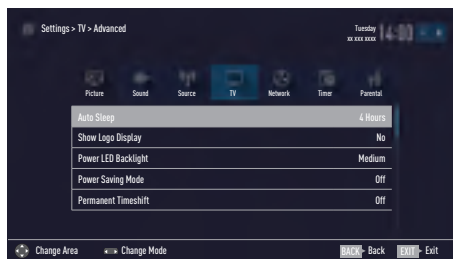 Settings > TV > Advanced
Tuesday
xx xxx xxxx
14:00
Picture Sound Source TV Network Timer Parental
Auto Sleep 4 Hours
Show Logo Display No
Power LED Backlight Medium
Power Saving Mode Off
Permanent Timeshift Off
Change Area Change Mode BACK Back EXIT Exit